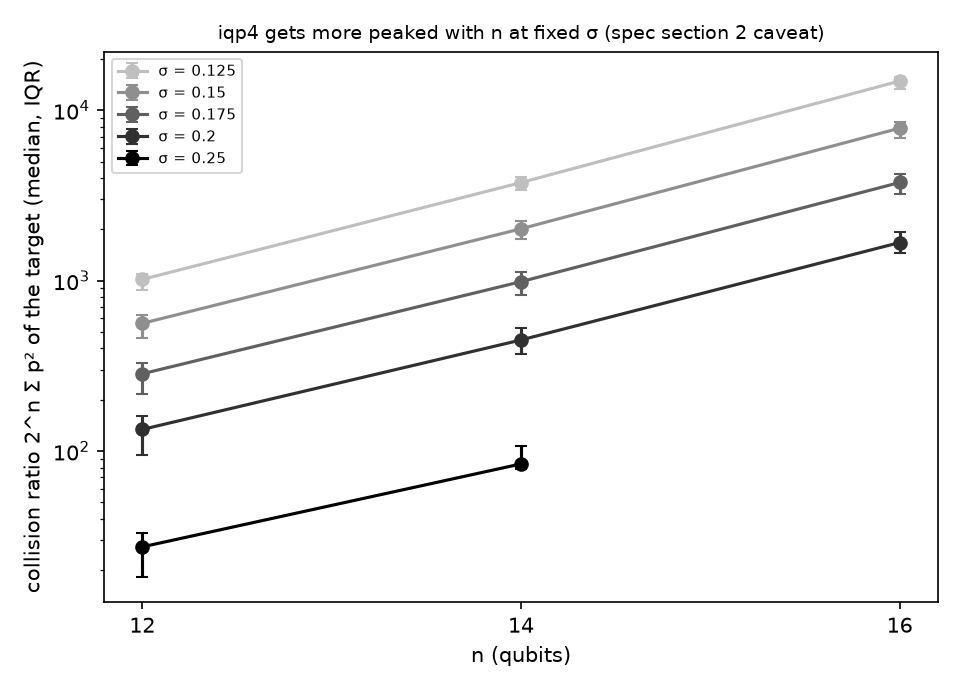 iqp4 gets more peaked with n at fixed σ (spec section 2 caveat)
σ = 0.125
σ = 0.15
σ = 0.175
σ = 0.2
σ = 0.25
collision ratio 2^n Σ p² of the target (median, IQR)
10⁴
10³
10²
12
14
16
n (qubits)